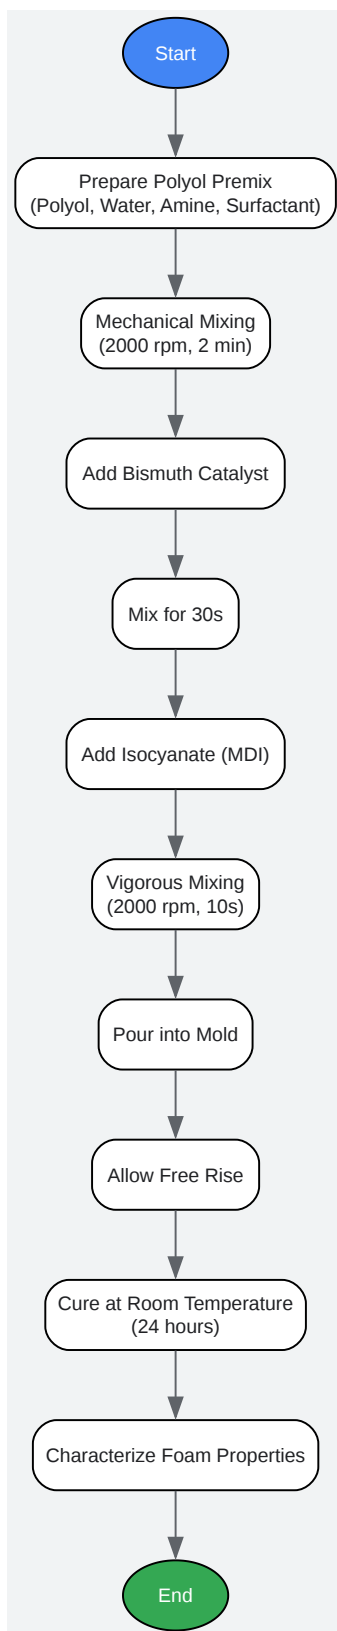 Start
Prepare Polyol Premix
(Polyol, Water, Amine, Surfactant)
Mechanical Mixing
(2000 rpm, 2 min)
Add Bismuth Catalyst
Mix for 30s
Add Isocyanate (MDI)
Vigorous Mixing
(2000 rpm, 10s)
Pour into Mold
Allow Free Rise
Cure at Room Temperature
(24 hours)
Characterize Foam Properties
End